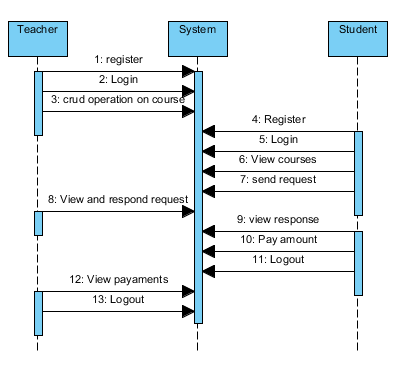 Teacher
System
Student
1: register
2: Login
3: crud operation on course
4: Register
5: Login
6: View courses
7: send request
8: View and respond request
9: view response
10: Pay amount
11: Logout
12: View payaments
13: Logout